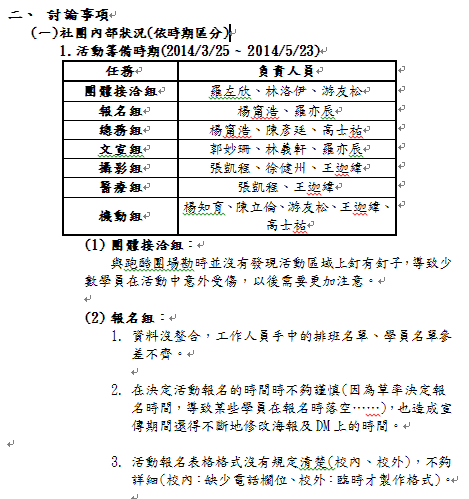 二、 討論事項
(一)社團內部狀況(依時期區分)
1. 活動籌備時期(2014/3/25 ~ 2014/5/23)
任務 負責人員
團體接洽組 羅左欣、林洛伊、游友松
報名組 楊甯浩、羅亦辰
總務組 楊甯浩、陳彥廷、高士祐
文宣組 郭妙珊、林義軒、羅亦辰
攝影組 張凱程、徐健州、王迦緯
醫療組 張凱程、王迦緯
機動組 楊知育、陳立倫、游友松、王迦緯、
高士祐
(1) 團體接洽組：
與跑酷團場勘時並沒有發現活動區域上釘有釘子，導致少
數學員在活動中意外受傷，以後需要更加注意。
(2) 報名組：
1. 資料沒整合，工作人員手中的排班名單、學員名單參
差不齊。
2. 在決定活動報名的時間時不夠謹慎(因為草率決定報
名時間，導致某些學員在報名時落空……)，也造成宣
傳期間還得不斷地修改海報及DM上的時間。
3. 活動報名表格格式沒有規定清楚(校內、校外)，不夠
詳細(校內：缺少電話欄位、校外：臨時才製作格式)。